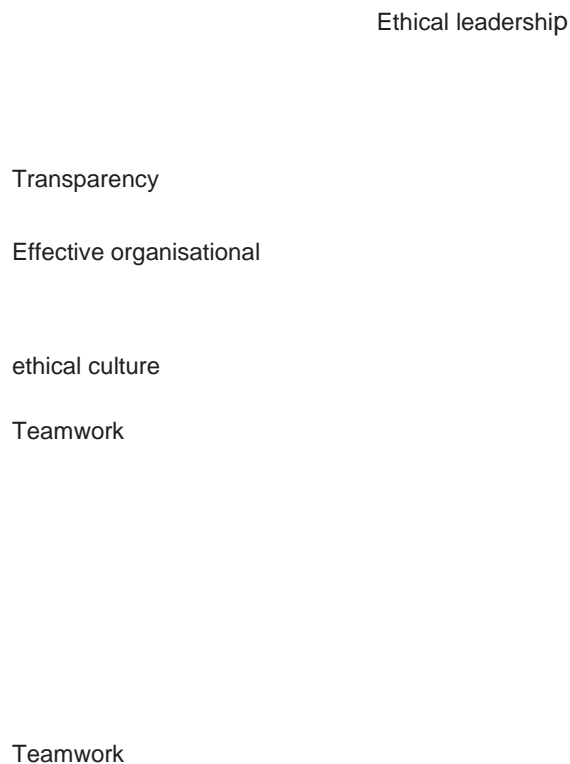 Ethical leadership
Transparency
Effective organisational
ethical culture
Teamwork
Teamwork